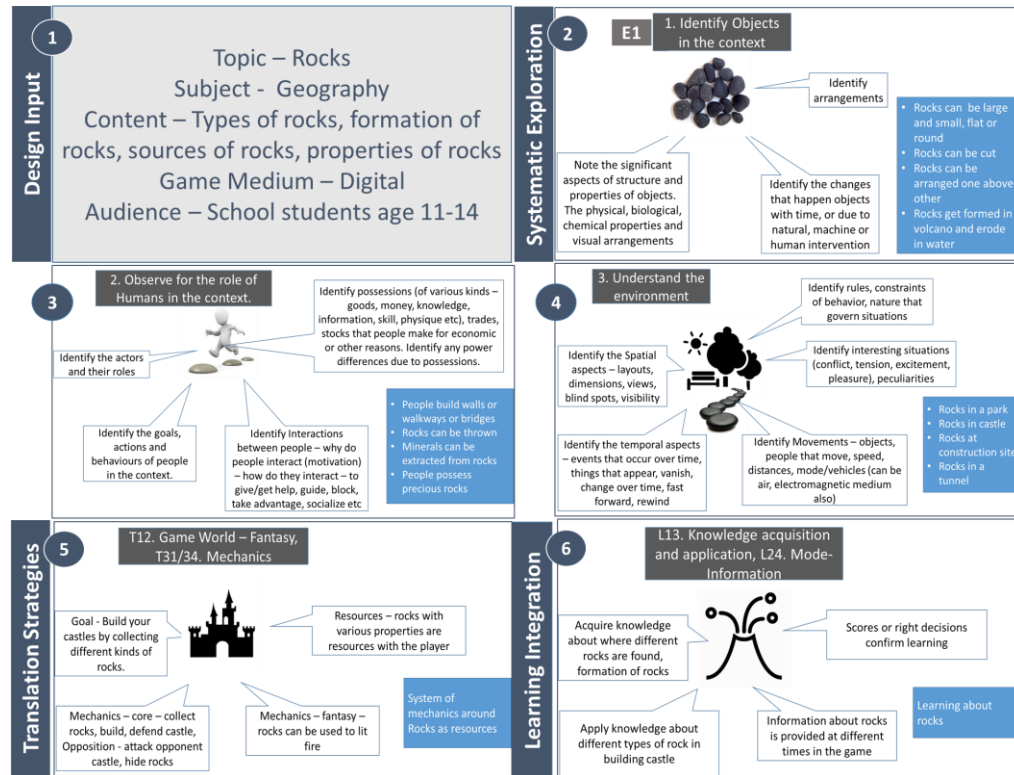 Design Input
1
Topic – Rocks
Subject - Geography
Content – Types of rocks, formation of
rocks, sources of rocks, properties of rocks
Game Medium – Digital
Audience – School students age 11-14
Systematic Exploration
2
E1
1. Identify Objects
in the context
Identify
arrangements
Note the significant
aspects of structure and
properties of objects.
The physical, biological,
chemical properties and
visual arrangements
Identify the changes
that happen objects
with time, or due to
natural, machine or
human intervention
• Rocks can be large
and small, flat or
round
• Rocks can be cut
• Rocks can be
arranged one above
other
• Rocks get formed in
volcano and erode
in water
3
2. Observe for the role of
Humans in the context.
Identify possessions (of various kinds –
goods, money, knowledge,
information, skill, physique etc), trades,
stocks that people make for economic
or other reasons. Identify any power
differences due to possessions.
Identify the actors
and their roles
Identify the goals,
actions and
behaviours of people
in the context.
Identify Interactions
between people – why do
people interact (motivation)
– how do they interact – to
give/get help, guide, block,
take advantage, socialize etc
• People build walls or
walkways or bridges
• Rocks can be thrown
• Minerals can be
extracted from rocks
• People possess
precious rocks
4
3. Understand the
environment
Identify rules, constraints
of behavior, nature that
govern situations
Identify the Spatial
aspects – layouts,
dimensions, views,
blind spots, visibility
Identify interesting situations
(conflict, tension, excitement,
pleasure), peculiarities
Identify the temporal aspects
– events that occur over time,
things that appear, vanish,
change over time, fast
forward, rewind
Identify Movements – objects,
people that move, speed,
distances, mode/vehicles (can be
air, electromagnetic medium
also)
• Rocks in a park
• Rocks in castle
• Rocks at
construction site
• Rocks in a
tunnel
Translation Strategies
5
T12. Game World – Fantasy,
T31/34. Mechanics
Goal - Build your
castles by collecting
different kinds of
rocks.
Resources – rocks with
various properties are
resources with the player
Mechanics – core – collect
rocks, build, defend castle,
Opposition - attack opponent
castle, hide rocks
Mechanics – fantasy –
rocks can be used to lit
fire
System of
mechanics around
Rocks as resources
Learning Integration
6
L13. Knowledge acquisition
and application, L24. Mode-
Information
Acquire knowledge
about where different
rocks are found,
formation of rocks
Scores or right decisions
confirm learning
Apply knowledge about
different types of rock in
building castle
Information about rocks
is provided at different
times in the game
Learning about
rocks